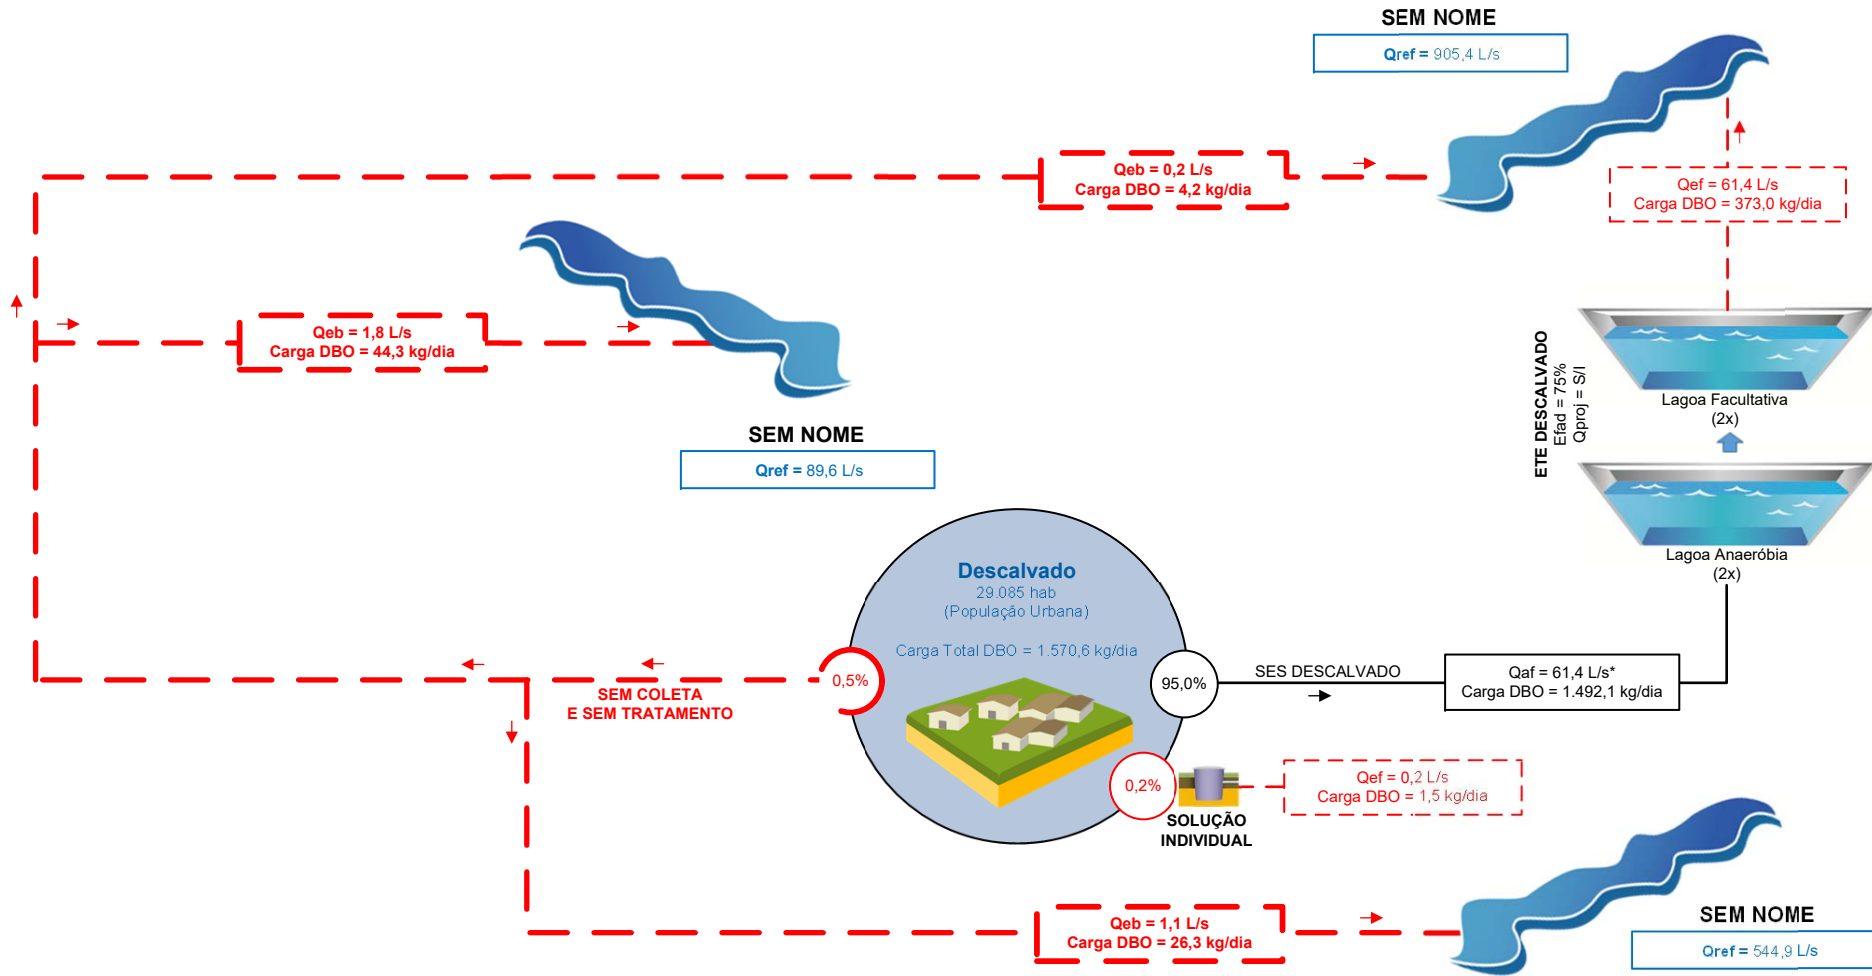 SEM NOME
Qref = 905,4 L/s
Qeb = 0,2 L/s
Carga DBO = 4,2 kg/dia
Qef = 61,4 L/s
Carga DBO = 373,0 kg/dia
Qeb = 1,8 L/s
Carga DBO = 44,3 kg/dia
SEM NOME
Qref = 89,6 L/s
ETE DESCALVADO
Efad = 75%
Qproj = S/I
Lagoa Facultativa
(2x)
Lagoa Anaeróbia
(2x)
Descalvado
29.085 hab
(População Urbana)
Carga Total DBO = 1.570,6 kg/dia
0,5%
95,0%
SEM COLETA
E SEM TRATAMENTO
SES DESCALVADO
Qaf = 61,4 L/s*
Carga DBO = 1.492,1 kg/dia
0,2%
SOLUÇÃO
INDIVIDUAL
Qef = 0,2 L/s
Carga DBO = 1,5 kg/dia
Qeb = 1,1 L/s
Carga DBO = 26,3 kg/dia
SEM NOME
Qref = 544,9 L/s